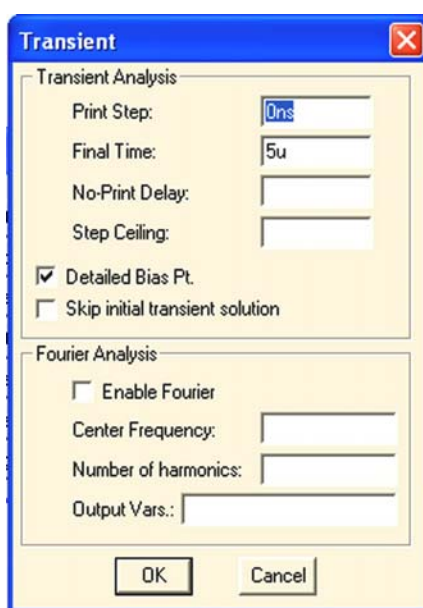 Transient
Transient Analysis
Print Step: 0ns
Final Time: 5u
No-Print Delay:
Step Ceiling:
Detailed Bias Pt.
Skip initial transient solution
Fourier Analysis
Enable Fourier
Center Frequency:
Number of harmonics:
Output Vars.:
OK Cancel